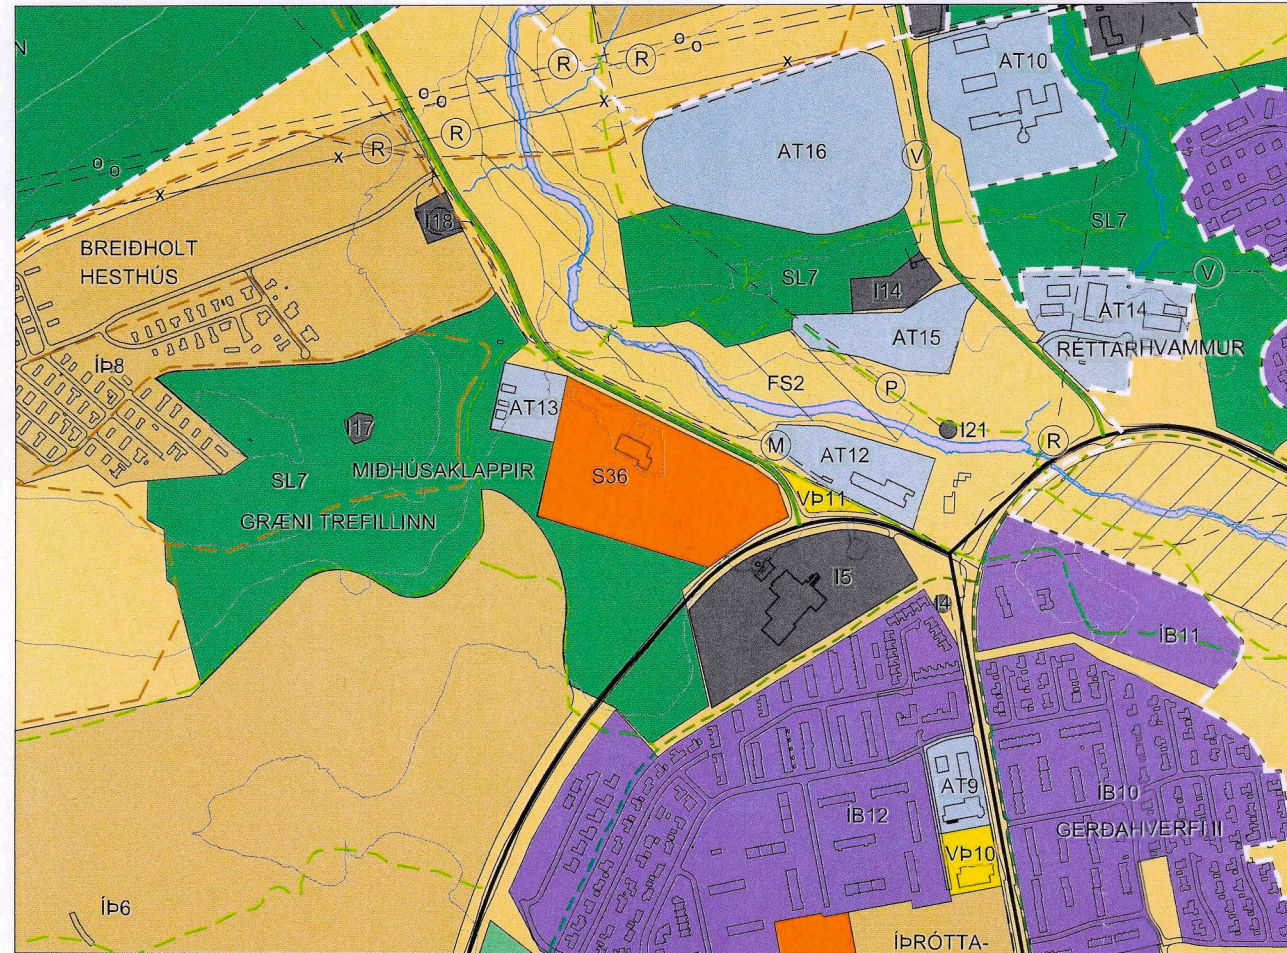 N
R
R
o
o
x
AT10
o
o
x
R
R
AT16
V
o
o
x
x
I18
SL7
BREIÐHOLT
HESTHÚS
SL7
V
I14
AT14
AT15
RÉTTARHVAMMUR
ÍÞ8
FS2
P
AT13
I17
I21
M
R
AT12
MIÐHÚSAKLAPPIR
SL7
S36
VÞ11
GRÆNI TREFILLINN
I5
I4
ÍB11
AT9
ÍB10
ÍB12
GERÐAHVERFI II
VÞ10
ÍÞ6
ÍÞRÓTTA-